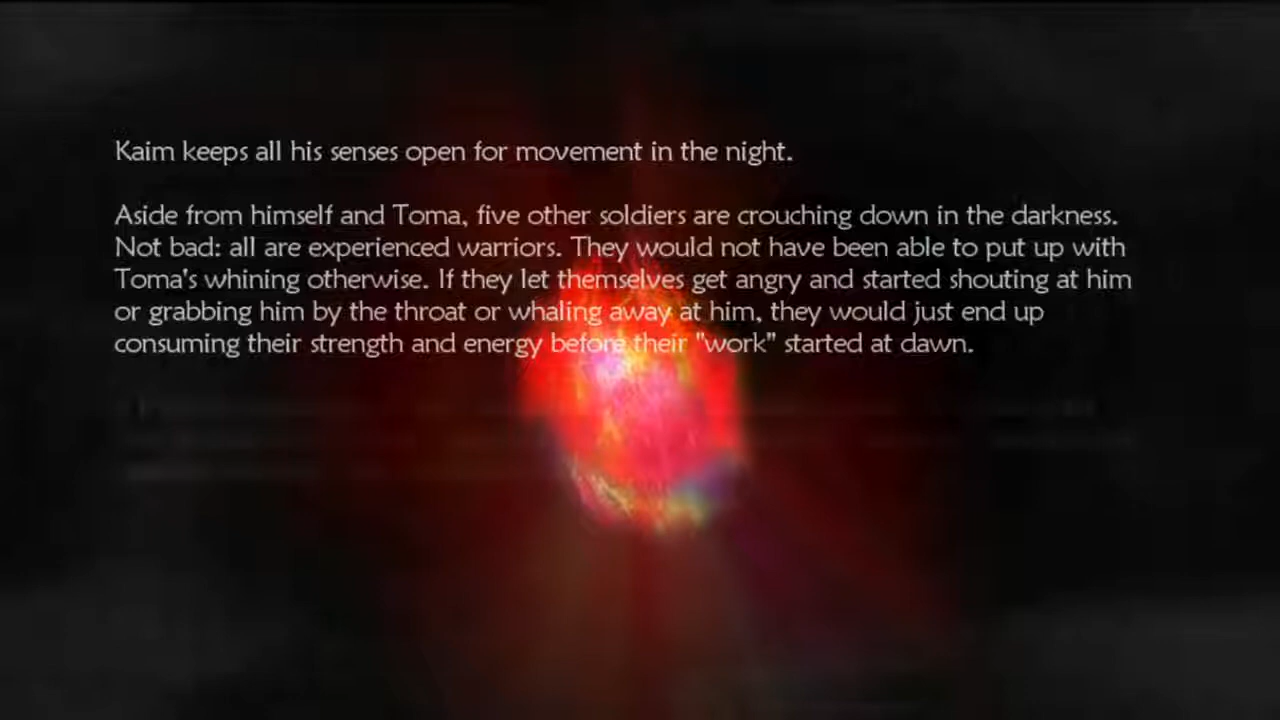 Kaim keeps all his senses open for movement in the night.
Aside from himself and Toma, five other soldiers are crouching down in the darkness.
Not bad: all are experienced warriors. They would not have been able to put up with
Toma's whining otherwise. If they let themselves get angry and started shouting at him
or grabbing him by the throat or whaling away at him, they would just end up
consuming their strength and energy before their "work" started at dawn.